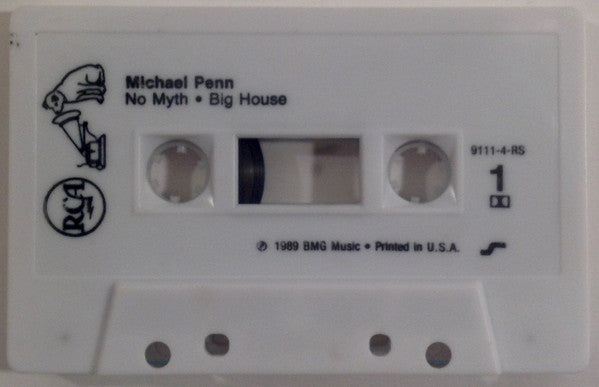 Michael Penn
No Myth • Big House
9111-4-RS
1
RCA
℗ 1989 BMG Music • Printed in U.S.A.